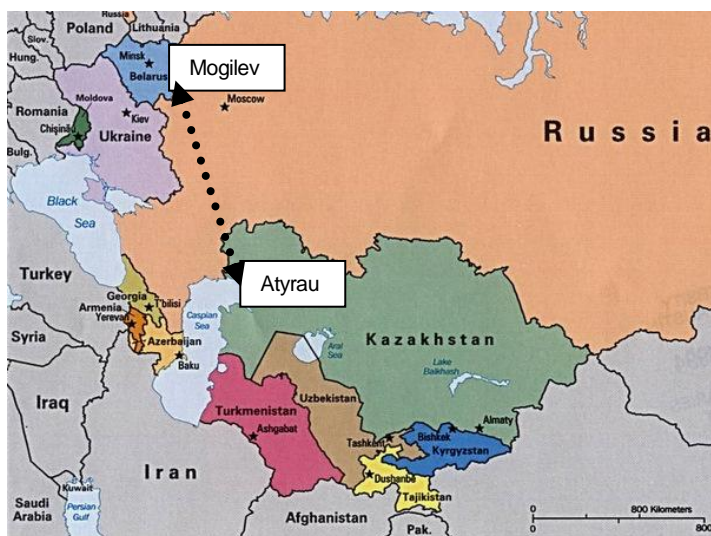 Russia
Lithuania
Poland
Slov.
Hung.
Minsk
Belarus
Mogilev
Moscow
Moldova
Romania
Kiev
Chişinău
Ukraine
Bulg.
Russia
Black
Sea
Turkey
Georgia
T'bilisi
Armenia
Yerevan
Azerbaijan
Baku
Caspian
Sea
Atyrau
Kazakhstan
Aral
Sea
Lake
Balkhash
Syria
Iraq
Uzbekistan
Turkmenistan
Ashgabat
Tashkent
Bishkek
Almaty
Kyrgyzstan
Dushanbe
Tajikistan
Iran
Kuwait
Saudi
Arabia
Persian
Gulf
Afghanistan
Pak.
0
800 Kilometers
0
800